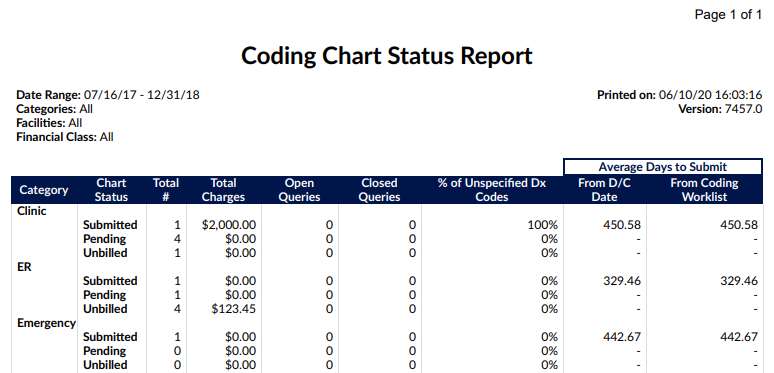 Page 1 of 1
Coding Chart Status Report
Date Range: 07/16/17 - 12/31/18
Categories: All
Facilities: All
Financial Class: All
Printed on: 06/10/20 16:03:16
Version: 7457.0
Average Days to Submit
Category Chart Status Total # Total Charges Open Queries Closed Queries % of Unspecified Dx Codes From D/C Date From Coding Worklist
Clinic
Submitted 1 $2,000.00 0 0 100% 450.58 450.58
Pending 4 $0.00 0 0 0% - -
Unbilled 1 $0.00 0 0 0% - -
ER
Submitted 1 $0.00 0 0 0% 329.46 329.46
Pending 1 $0.00 0 0 0% - -
Unbilled 4 $123.45 0 0 0% - -
Emergency
Submitted 1 $0.00 0 0 0% 442.67 442.67
Pending 0 $0.00 0 0 0% - -
Unbilled 0 $0.00 0 0 0% - -